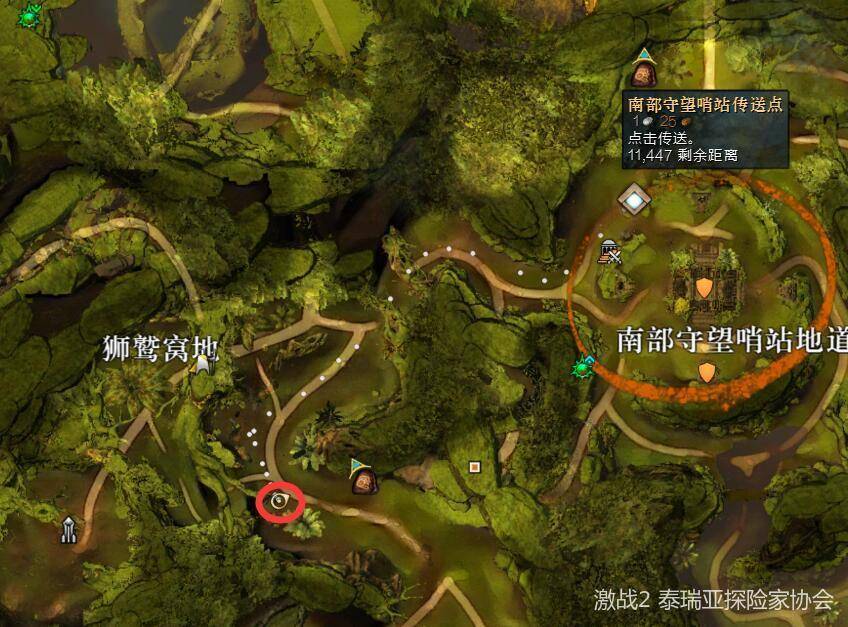 南部守望哨站传送点
1 25
点击传送。
11,447 剩余距离
狮鹫窝地
南部守望哨站地道
激战2 泰瑞亚探险家协会